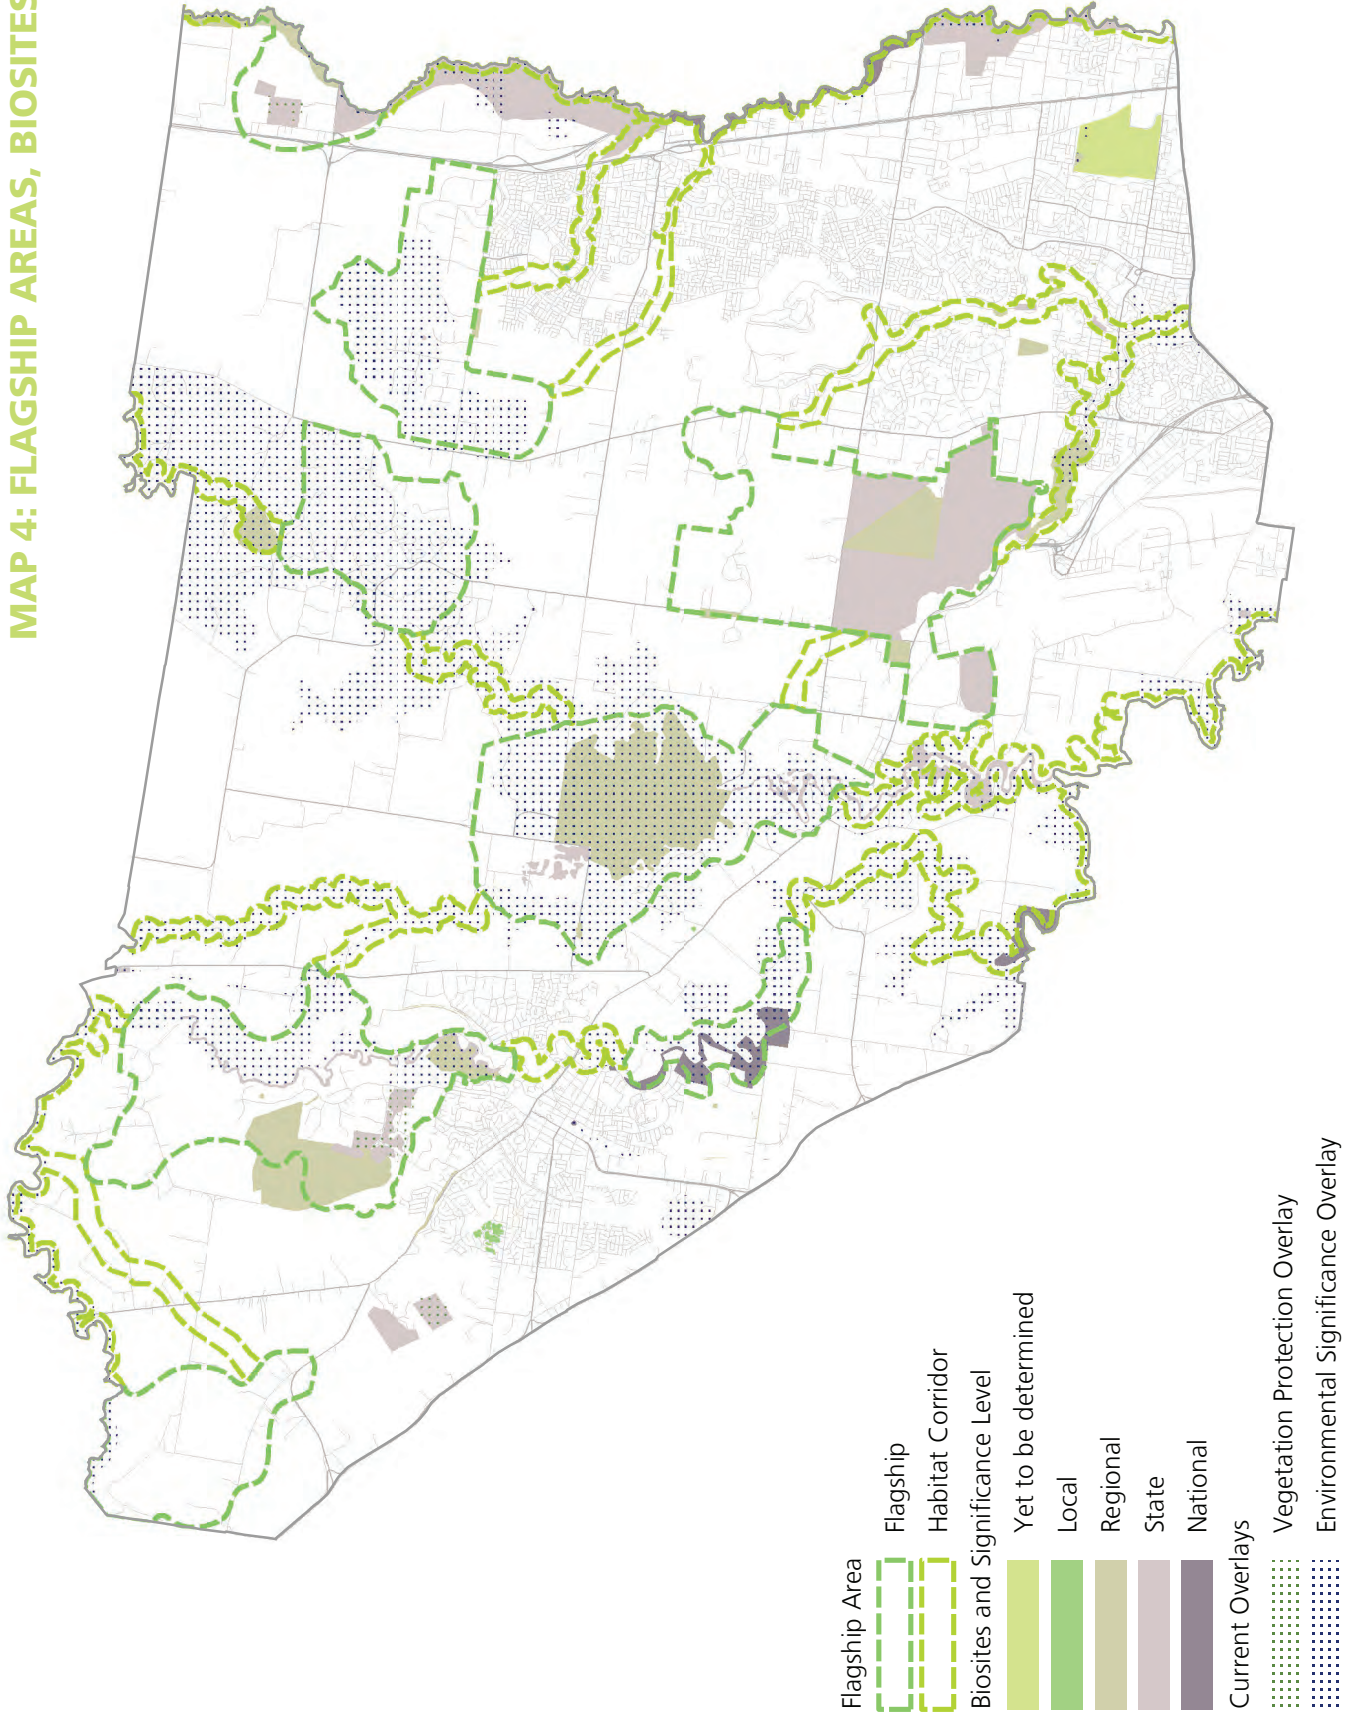 MAP 4: FLAGSHIP AREAS, BIOSITES
Flagship Area
Flagship
Habitat Corridor
Biosites and Significance Level
Yet to be determined
Local
Regional
State
National
Current Overlays
Vegetation Protection Overlay
Environmental Significance Overlay